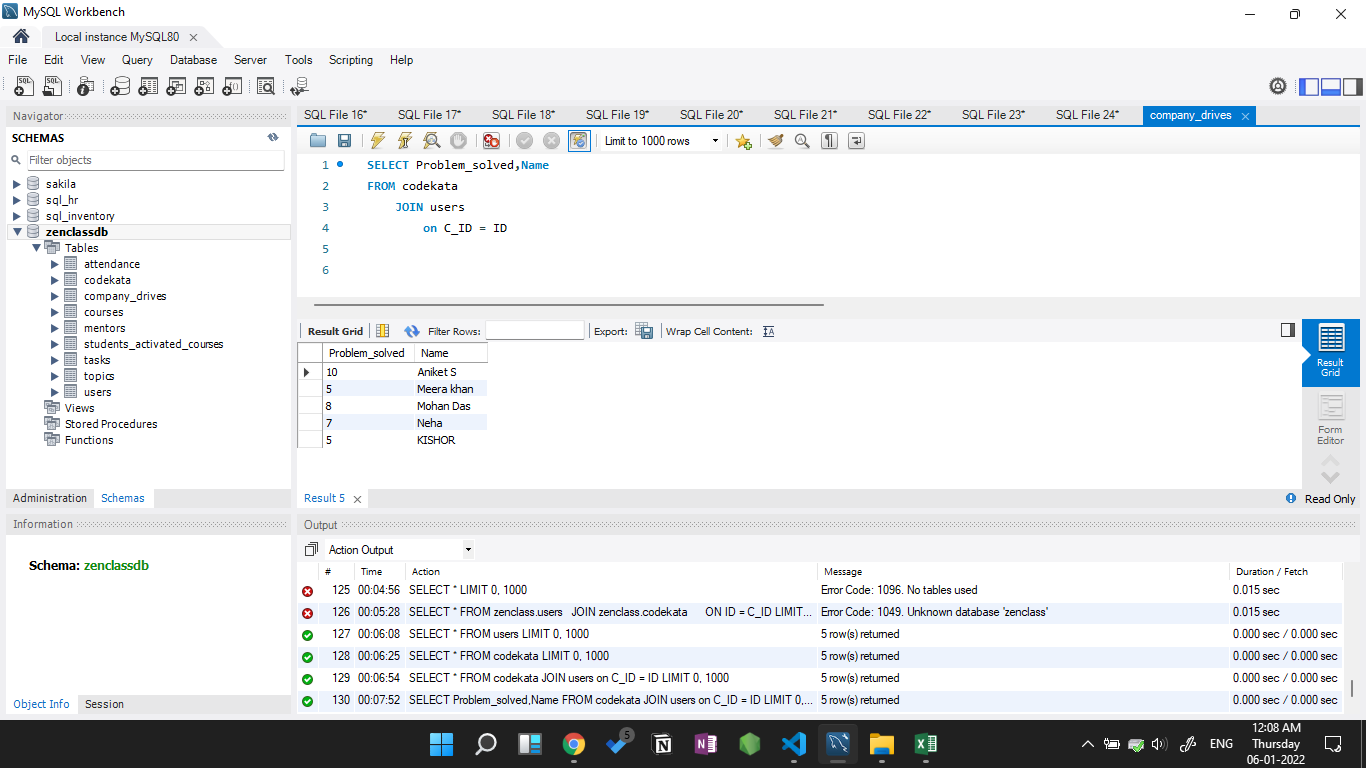 MySQL Workbench
Local instance MySQL80
File Edit View Query Database Server Tools Scripting Help
Navigator
SCHEMAS
Filter objects
sakila
sql_hr
sql_inventory
zenclassdb
Tables
attendance
codekata
company_drives
courses
mentors
students_activated_courses
tasks
topics
users
Views
Stored Procedures
Functions
Administration Schemas
Information
Schema: zenclassdb
Object Info Session
SQL File 16* SQL File 17* SQL File 18* SQL File 19* SQL File 20* SQL File 21* SQL File 22* SQL File 23* SQL File 24* company_drives
Limit to 1000 rows
1 SELECT Problem_solved,Name
2 FROM codekata
3 JOIN users
4 on C_ID = ID
5
6
Result Grid Filter Rows: Export: Wrap Cell Content:
Problem_solved Name
10 Aniket S
5 Meera khan
8 Mohan Das
7 Neha
5 KISHOR
Result Grid
Form Editor
Result 5
Read Only
Output
Action Output
# Time Action Message Duration / Fetch
125 00:04:56 SELECT * LIMIT 0, 1000 Error Code: 1096. No tables used 0.015 sec
126 00:05:28 SELECT * FROM zenclass.users JOIN zenclass.codekata ON ID = C_ID LIMIT... Error Code: 1049. Unknown database 'zenclass' 0.015 sec
127 00:06:08 SELECT * FROM users LIMIT 0, 1000 5 row(s) returned 0.000 sec / 0.000 sec
128 00:06:25 SELECT * FROM codekata LIMIT 0, 1000 5 row(s) returned 0.000 sec / 0.000 sec
129 00:06:54 SELECT * FROM codekata JOIN users on C_ID = ID LIMIT 0, 1000 5 row(s) returned 0.000 sec / 0.000 sec
130 00:07:52 SELECT Problem_solved,Name FROM codekata JOIN users on C_ID = ID LIMIT 0,... 5 row(s) returned 0.000 sec / 0.000 sec
5
ENG
12:08 AM
Thursday
06-01-2022